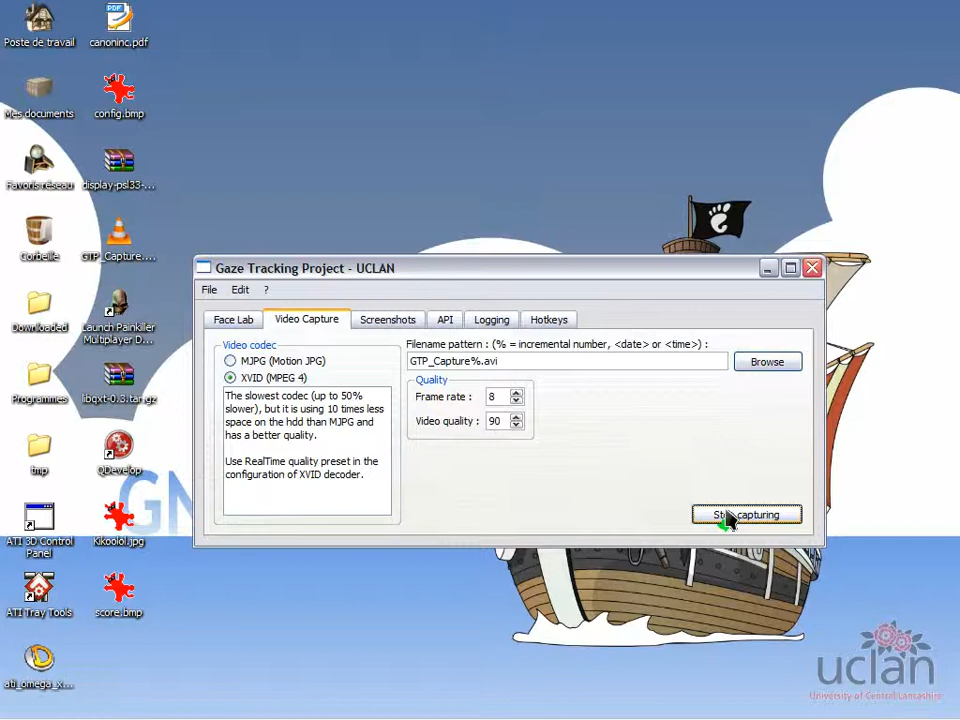 Poste de travail
canoninc.pdf
Mes documents
config.bmp
Favoris réseau
display-psl33-...
Corbeille
GTP_Capture....
Downloaded
Launch Painkiller
Multiplayer D...
Programmes
libqxt-0.3.tar.gz
tmp
QDevelop
ATI 3D Control
Panel
Kikoolol.jpg
ATI Tray Tools
score.bmp
ati_omega_x...
Gaze Tracking Project - UCLAN
File Edit ?
Face Lab Video Capture Screenshots API Logging Hotkeys
Video codec
MJPG (Motion JPG)
XVID (MPEG 4)
The slowest codec (up to 50%
slower), but it is using 10 times less
space on the hdd than MJPG and
has a better quality.
Use RealTime quality preset in the
configuration of XVID decoder.
Filename pattern : (% = incremental number, <date> or <time>) :
GTP_Capture%.avi
Browse
Quality
Frame rate : 8
Video quality : 90
capturing
GN
uclan
University of Central Lancashire